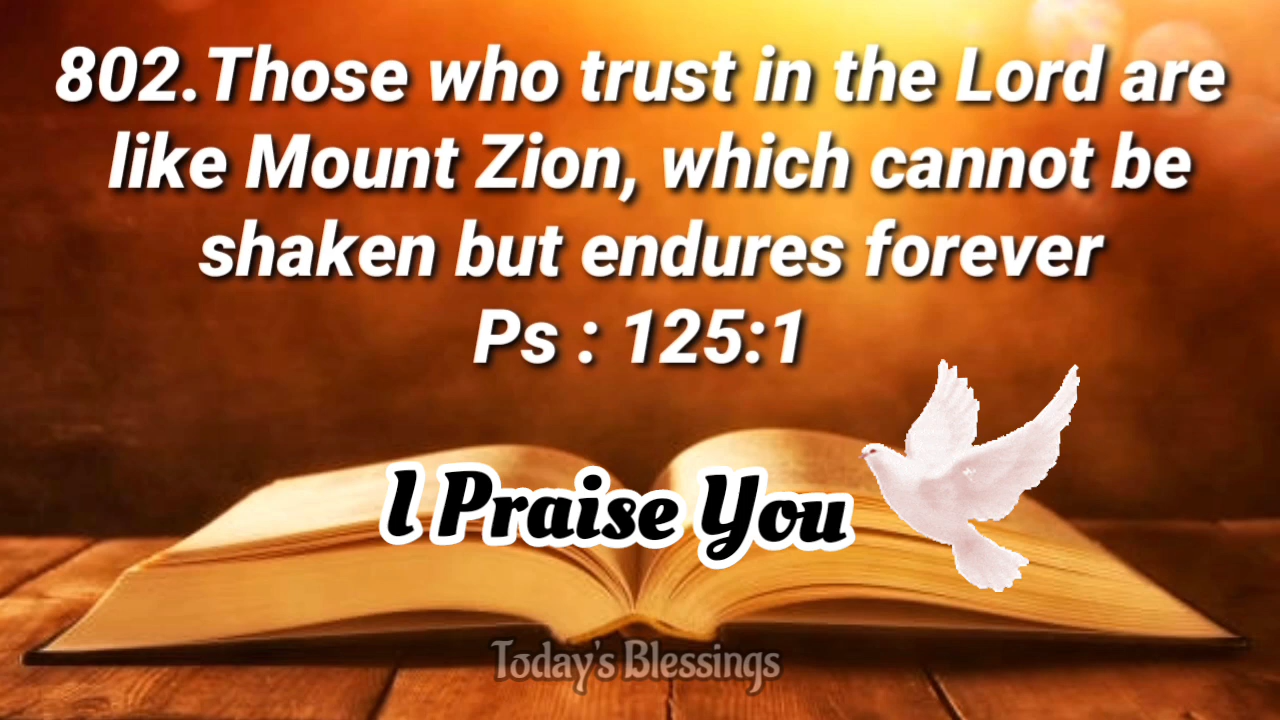 802.Those who trust in the Lord are
like Mount Zion, which cannot be
shaken but endures forever
Ps : 125:1
I Praise You
Today's Blessings